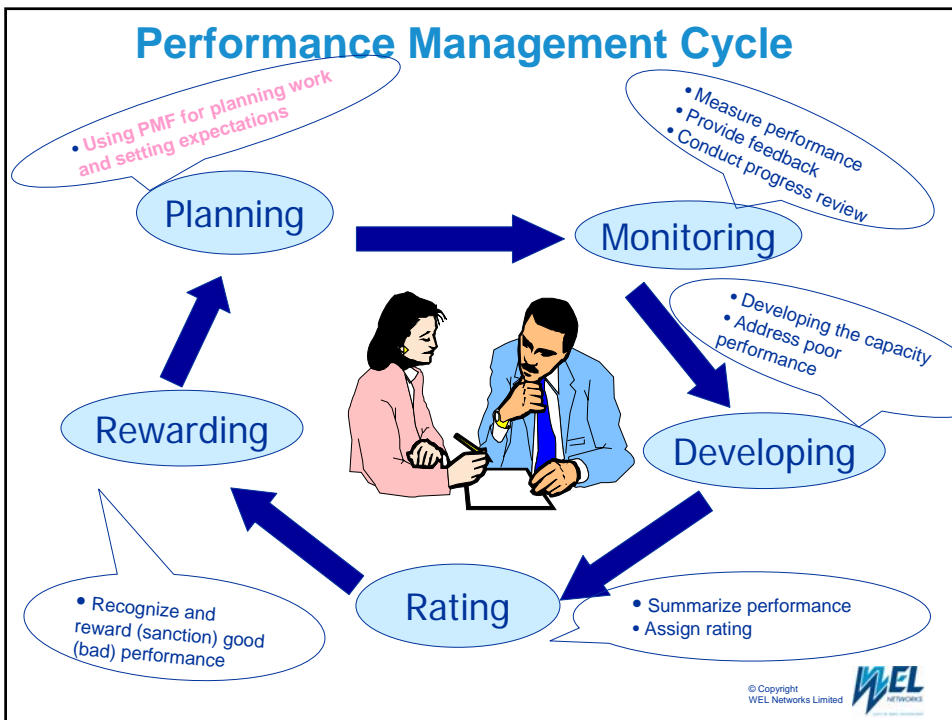 Performance Management Cycle
• Using PMF for planning work
and setting expectations
Planning
• Measure performance
• Provide feedback
• Conduct progress review
Monitoring
• Developing the capacity
• Address poor
performance
Developing
Rewarding
• Recognize and
reward (sanction) good
(bad) performance
Rating
• Summarize performance
• Assign rating
© Copyright
WEL Networks Limited
WEL
NETWORKS